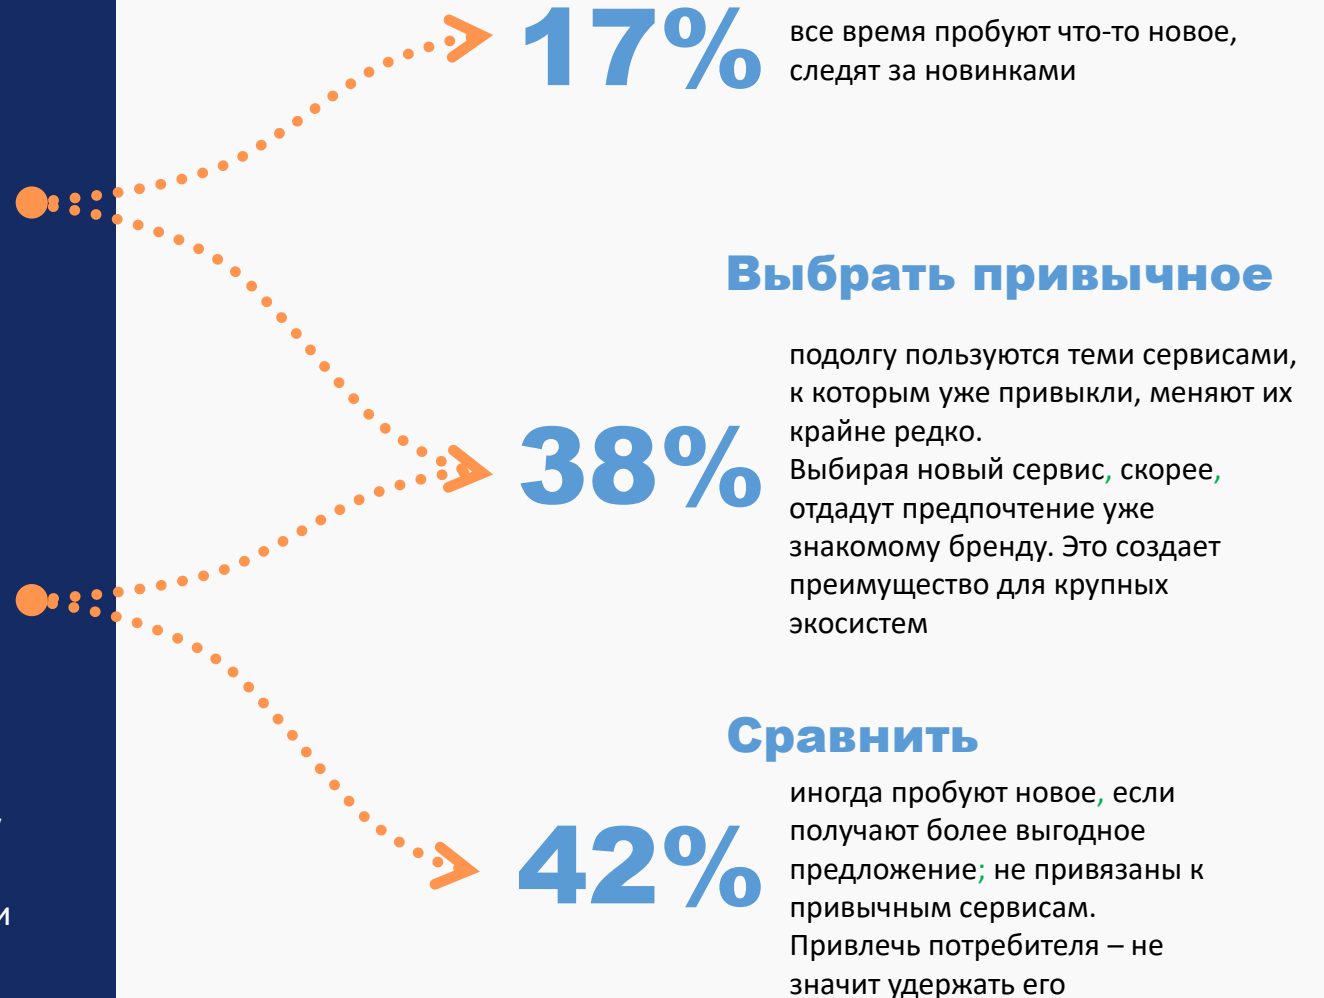 17%
все время пробуют что-то новое,
следят за новинками
Выбрать привычное
38%
подолгу пользуются теми сервисами,
к которым уже привыкли, меняют их
крайне редко.
Выбирая новый сервис, скорее,
отдадут предпочтение уже
знакомому бренду. Это создает
преимущество для крупных
экосистем
Сравнить
42%
иногда пробуют новое, если
получают более выгодное
предложение; не привязаны к
привычным сервисам.
Привлечь потребителя – не
значит удержать его